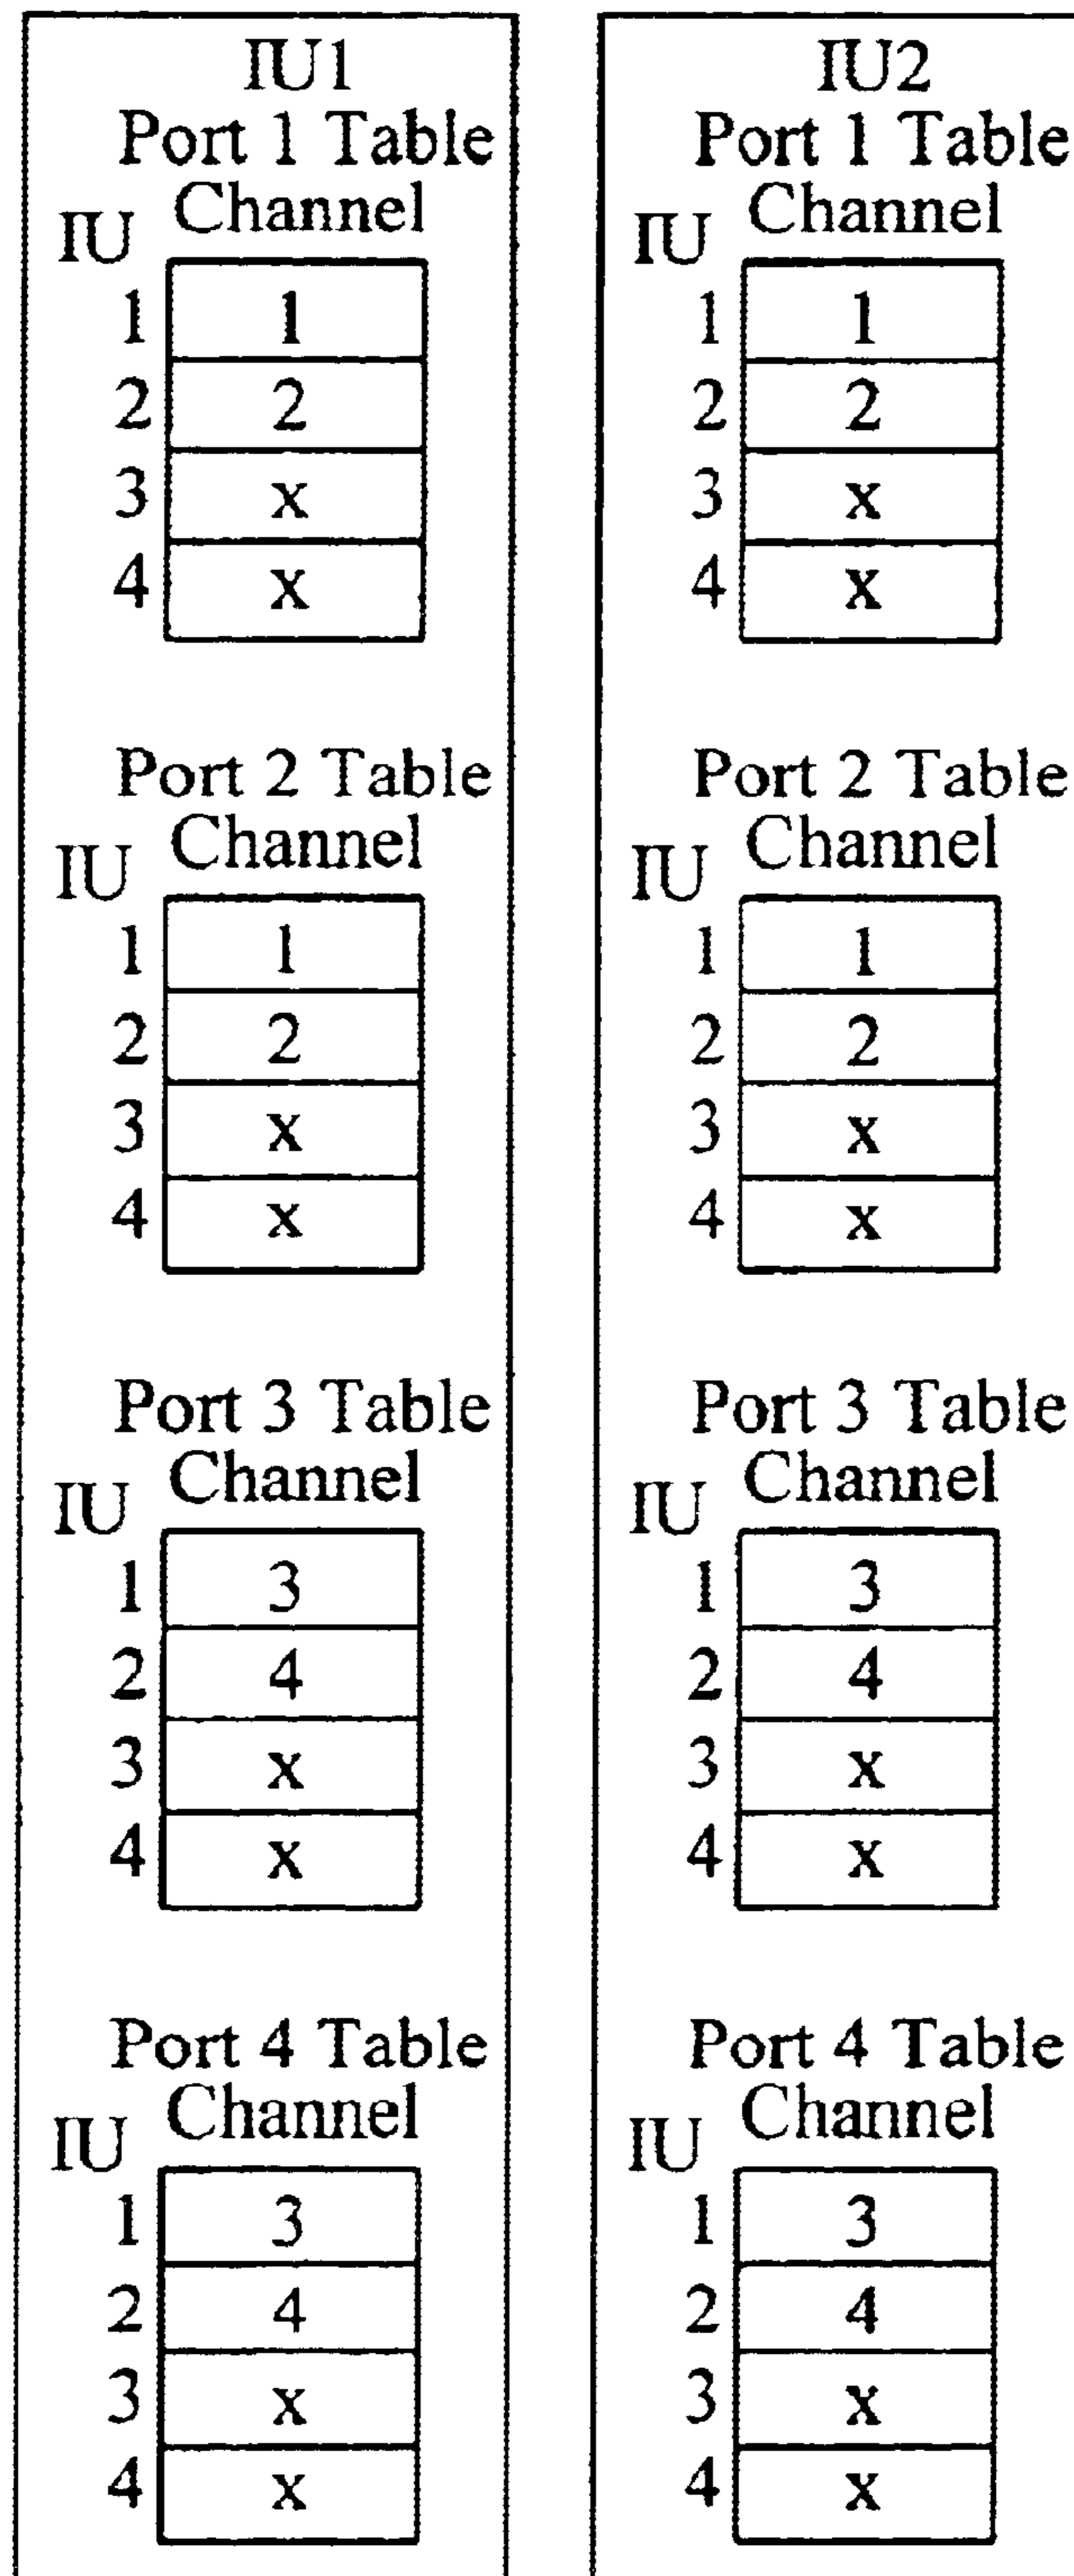 IU1
Port 1 Table
Channel
IU
1 1
2 2
3 x
4 x
Port 2 Table
Channel
IU
1 1
2 2
3 x
4 x
Port 3 Table
Channel
IU
1 3
2 4
3 x
4 x
Port 4 Table
Channel
IU
1 3
2 4
3 x
4 x
IU2
Port 1 Table
Channel
IU
1 1
2 2
3 x
4 x
Port 2 Table
Channel
IU
1 1
2 2
3 x
4 x
Port 3 Table
Channel
IU
1 3
2 4
3 x
4 x
Port 4 Table
Channel
IU
1 3
2 4
3 x
4 x